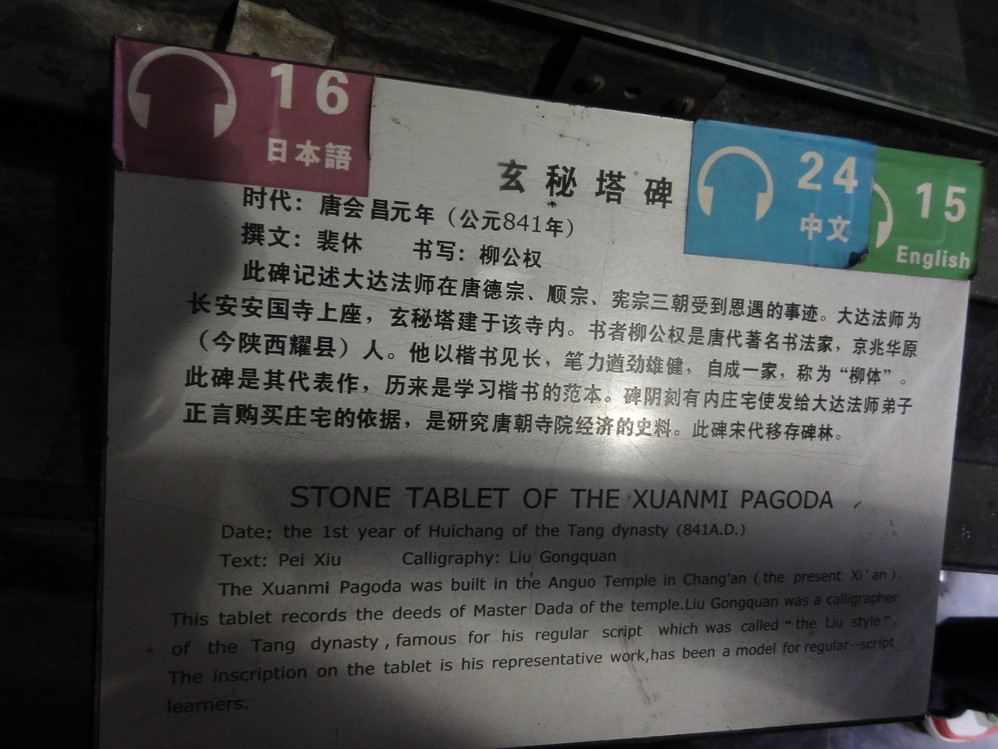 16
日本語
24
中文
15
English
玄秘塔碑
时代：唐会昌元年（公元841年）
撰文：裴休 书写：柳公权
此碑记述大达法师在唐德宗、顺宗、宪宗三朝受到恩遇的事迹。大达法师为
长安安国寺上座，玄秘塔建于该寺内。书者柳公权是唐代著名书法家，京兆华原
（今陕西耀县）人。他以楷书见长，笔力遒劲雄健，自成一家，称为“柳体”。
此碑是其代表作，历来是学习楷书的范本。碑阴刻有内庄宅使发给大达法师弟子
正言购买庄宅的依据，是研究唐朝寺院经济的史料。此碑宋代移存碑林。
STONE TABLET OF THE XUANMI PAGODA
Date: the 1st year of Huichang of the Tang dynasty (841A.D.)
Text: Pei Xiu Calligraphy: Liu Gongquan
The Xuanmi Pagoda was built in the Anguo Temple in Chang'an (the present Xi'an).
This tablet records the deeds of Master Dada of the temple.Liu Gongquan was a calligrapher
of the Tang dynasty, famous for his regular script which was called “the Liu style”.
The inscription on the tablet is his representative work,has been a model for regular--script
learners.